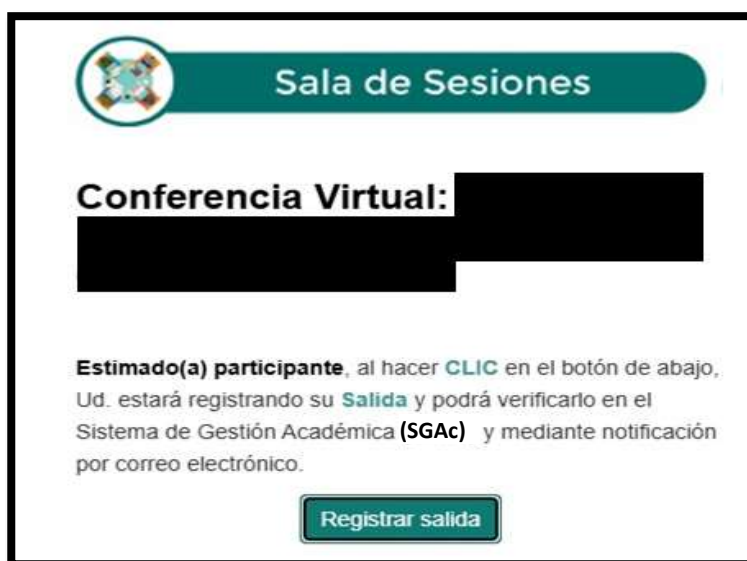 Sala de Sesiones
Conferencia Virtual:
Estimado(a) participante, al hacer CLIC en el botón de abajo,
Ud. estará registrando su Salida y podrá verificarlo en el
Sistema de Gestión Académica (SGAc) y mediante notificación
por correo electrónico.
Registrar salida